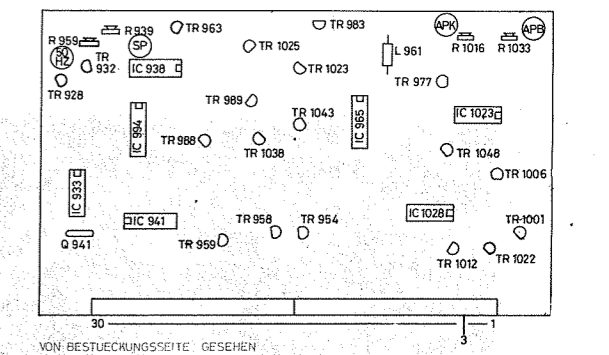 TR 963
TR 983
APK
APB
R 959
R939
SP
TR 1025
L 961
R 1016
R 1033
50 HZ
TR 932
IC 938
TR 1023
TR 977
TR 928
TR 989
IC 994
TR 1043
IC 965
IC 1023
TR 988
TR 1038
TR 1048
TR 1006
IC 933
IC 941
TR 958
TR 954
IC 1028
TR 1001
Q 941
TR 959
TR 1012
TR 1022
30
1
3
VON BESTUECKUNGSSEITE GESEHEN